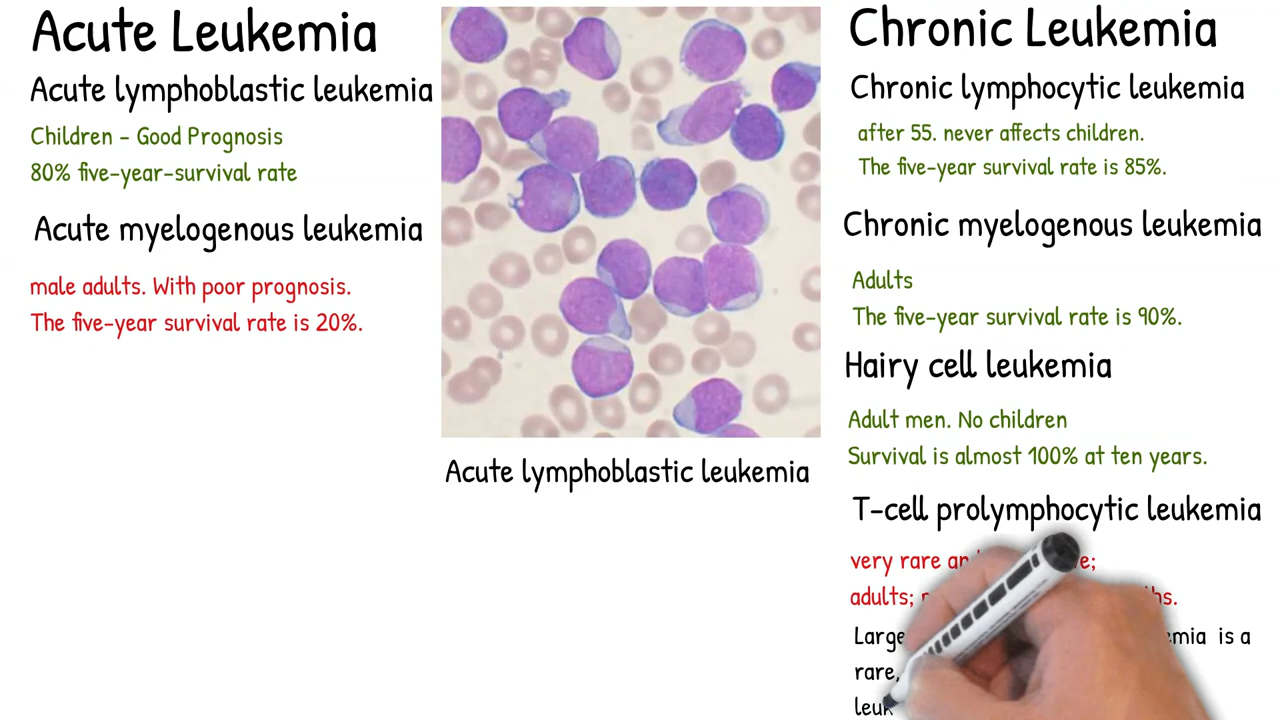 Acute Leukemia
Acute lymphoblastic leukemia
Children - Good Prognosis
80% five-year-survival rate
Acute myelogenous leukemia
male adults. With poor prognosis.
The five-year survival rate is 20%.
Acute lymphoblastic leukemia
Chronic Leukemia
Chronic lymphocytic leukemia
after 55. never affects children.
The five-year survival rate is 85%.
Chronic myelogenous leukemia
Adults
The five-year survival rate is 90%.
Hairy cell leukemia
Adult men. No children
Survival is almost 100% at ten years.
T-cell prolymphocytic leukemia
very rare
adults;
Large is a
rare,